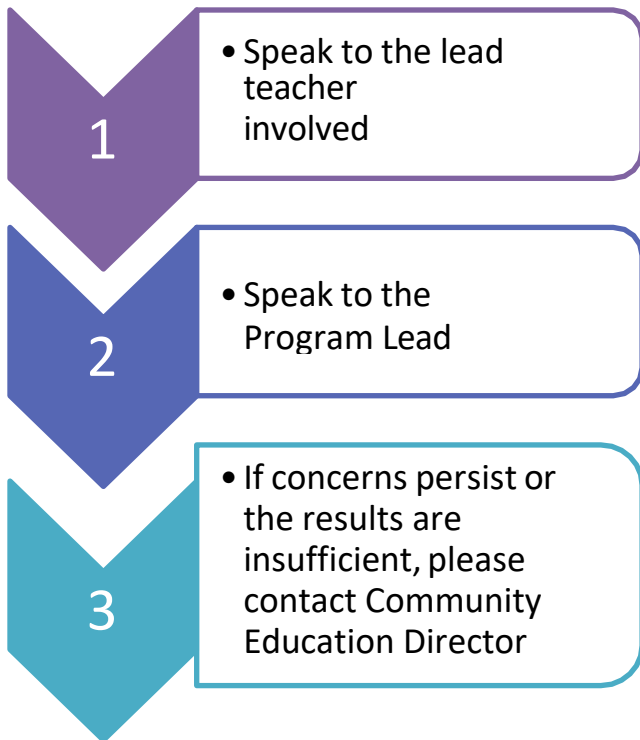 1
• Speak to the lead
teacher
involved
2
• Speak to the
Program Lead
3
• If concerns persist or
the results are
insufficient, please
contact Community
Education Director